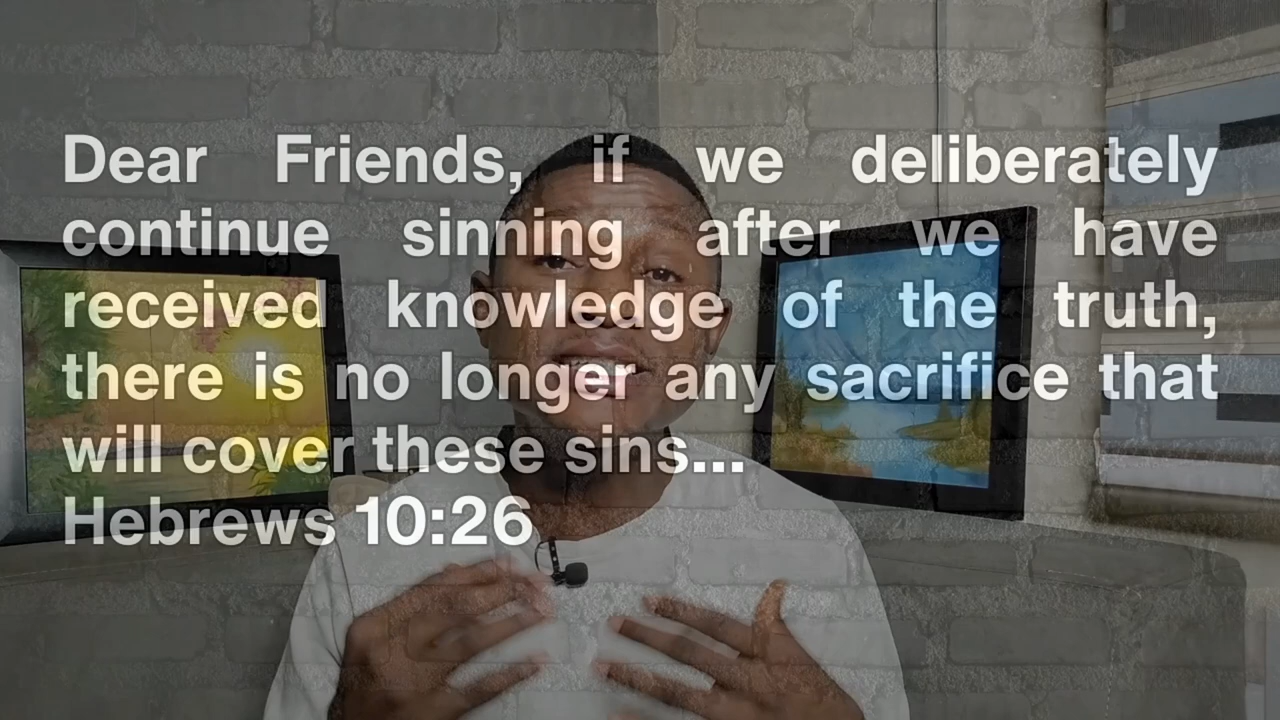 Dear Friends, if we deliberately
continue sinning after we have
received knowledge of the truth,
there is no longer any sacrifice that
will cover these sins...
Hebrews 10:26